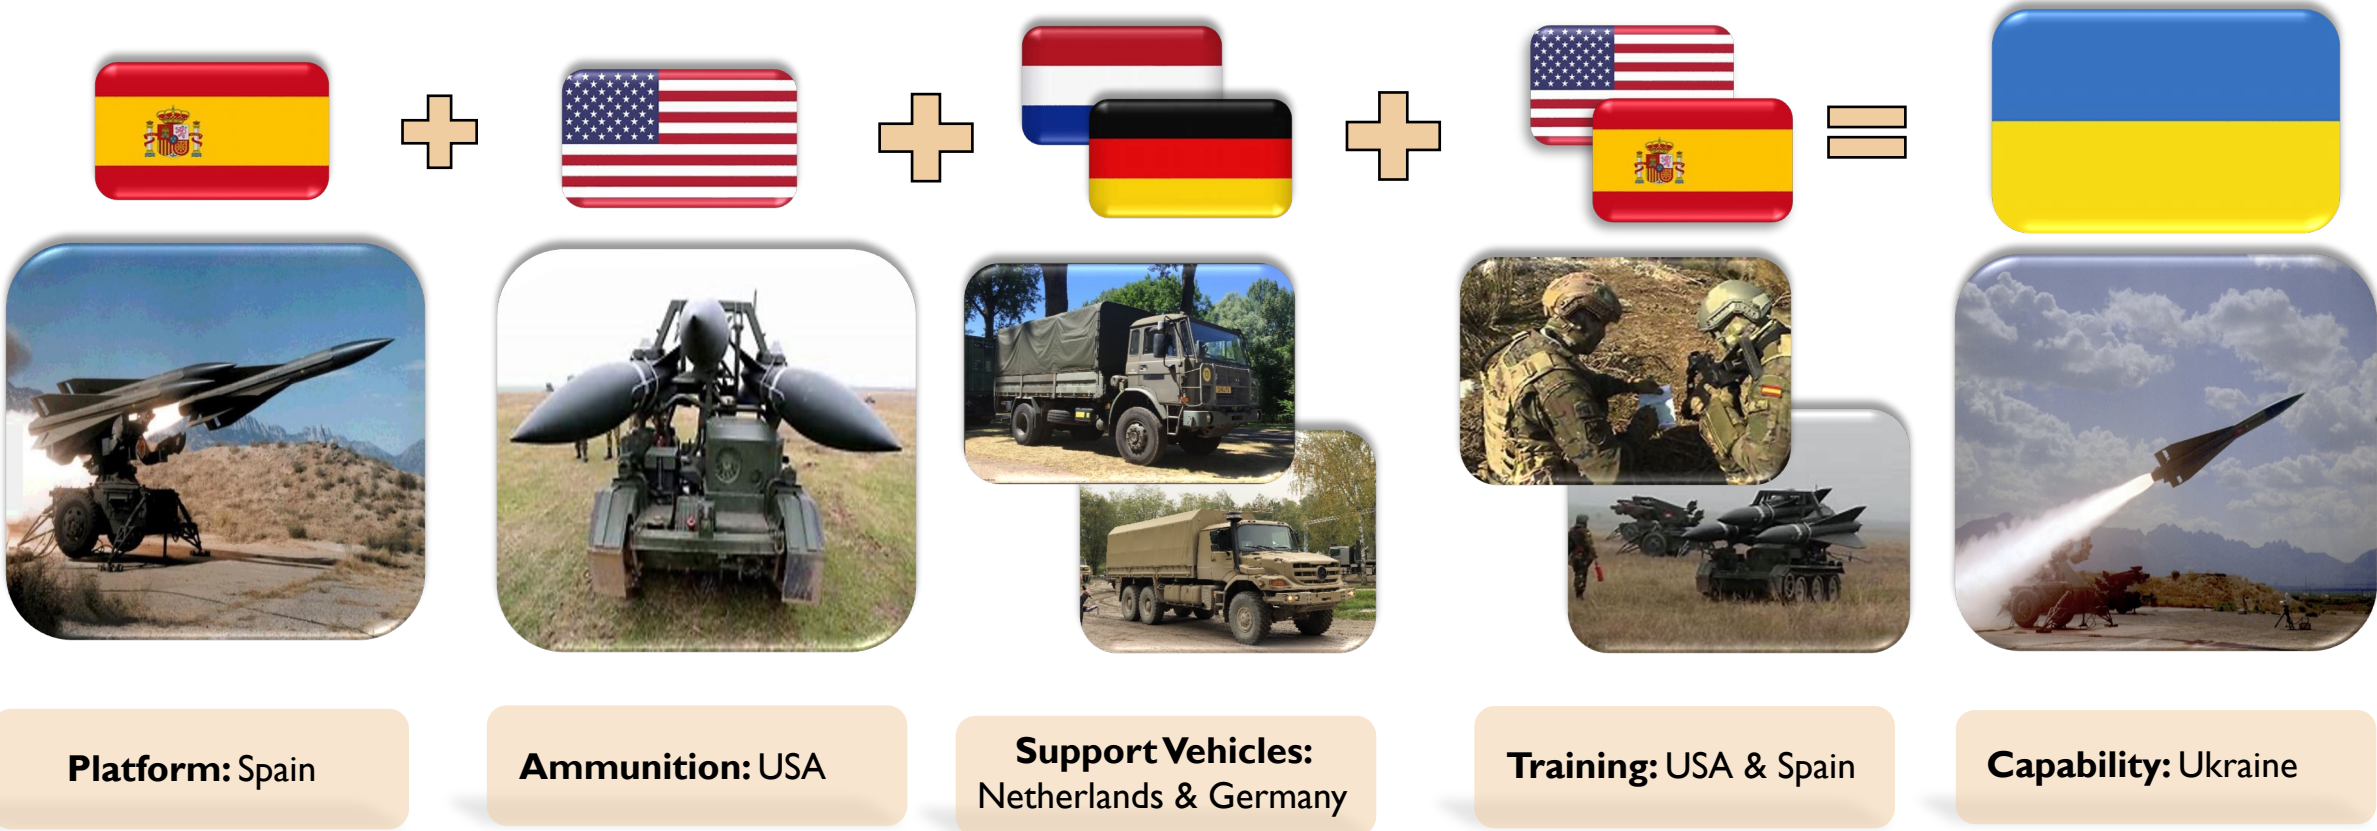 Platform: Spain
Ammunition: USA
Support Vehicles:
Netherlands & Germany
Training: USA & Spain
Capability: Ukraine